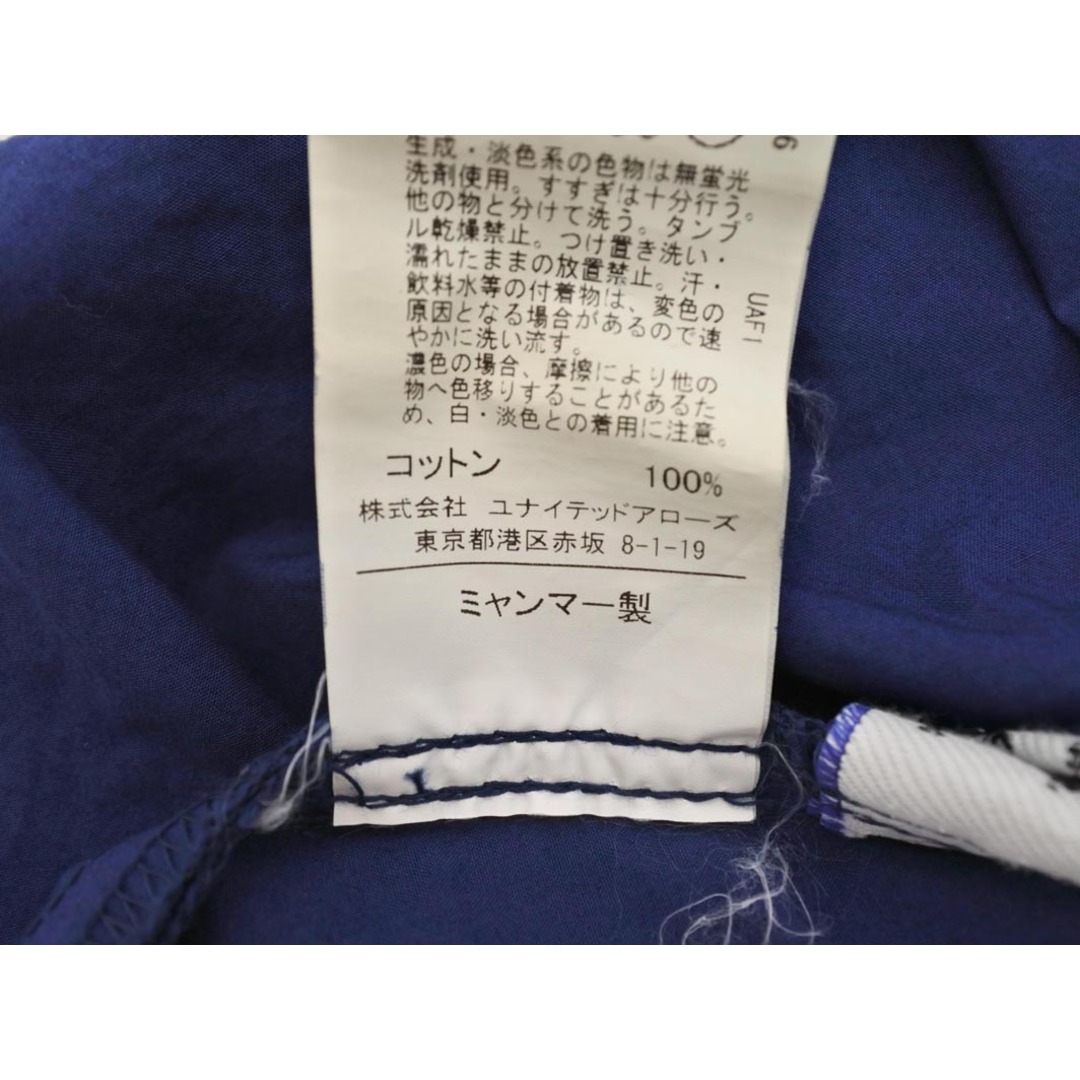 生成・淡色系の色物は無蛍光
洗剤使用。すすぎは十分行う。
他の物と分けて洗う。タンブ
ル乾燥禁止。つけ置き洗い・
濡れたままの放置禁止。汗・
飲料水等の付着物は、変色の
原因となる場合があるので速
やかに洗い流す。
濃色の場合、摩擦により他の
物へ色移りすることがあるた
め、白・淡色との着用に注意。
コットン 100%
株式会社 ユナイテッドアローズ
東京都港区赤坂 8-1-19
ミャンマー製
UAF1